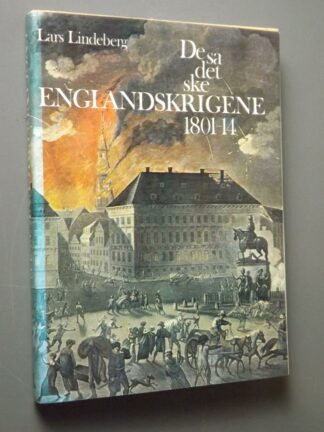 Lars Lindeberg
De sa
det
ske
ENGLANDSKRIGENE
1801-14